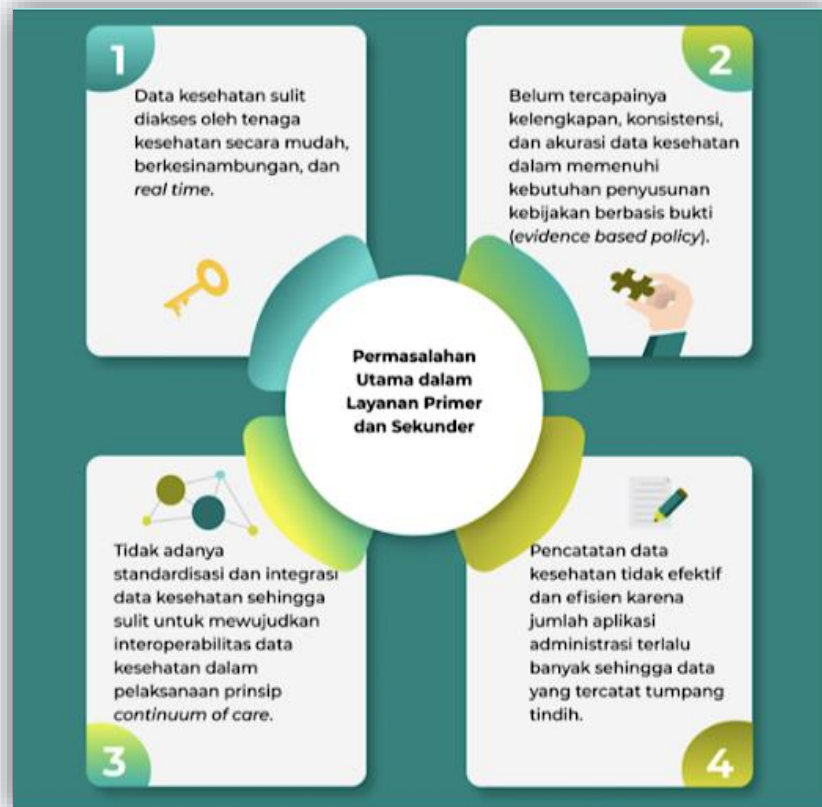 1
Data kesehatan sulit
diakses oleh tenaga
kesehatan secara mudah,
berkesinambungan, dan
real time.
2
Belum tercapainya
kelengkapan, konsistensi,
dan akurasi data kesehatan
dalam memenuhi
kebutuhan penyusunan
kebijakan berbasis bukti
(evidence based policy).
Permasalahan
Utama dalam
Layanan Primer
dan Sekunder
Tidak adanya
standardisasi dan integrasi
data kesehatan sehingga
sulit untuk mewujudkan
interoperabilitas data
kesehatan dalam
pelaksanaan prinsip
continuum of care.
3
Pencatatan data
kesehatan tidak efektif
dan efisien karena
jumlah aplikasi
administrasi terlalu
banyak sehingga data
yang tercatat tumpang
tindih.
4